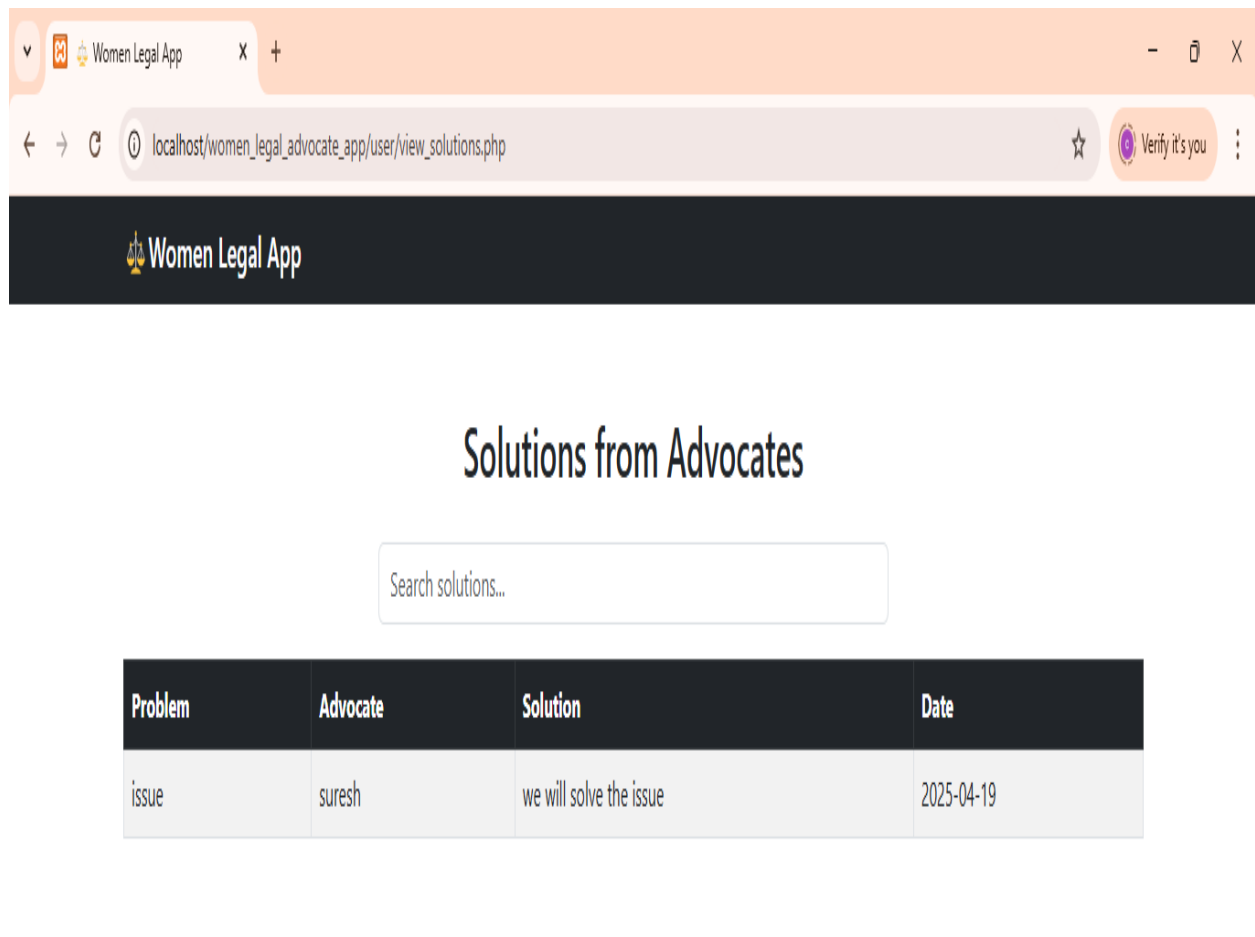 Women Legal App
localhost/women_legal_advocate_app/user/view_solutions.php
Verify it's you
Women Legal App
Solutions from Advocates
Search solutions...
Problem Advocate Solution Date
issue suresh we will solve the issue 2025-04-19